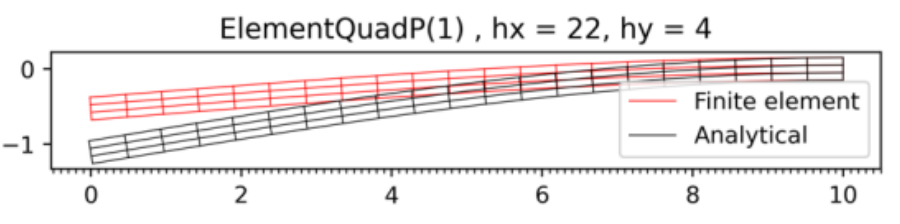 ElementQuadP(1) , hx = 22, hy = 4
0
−1
Finite element
Analytical
0 2 4 6 8 10